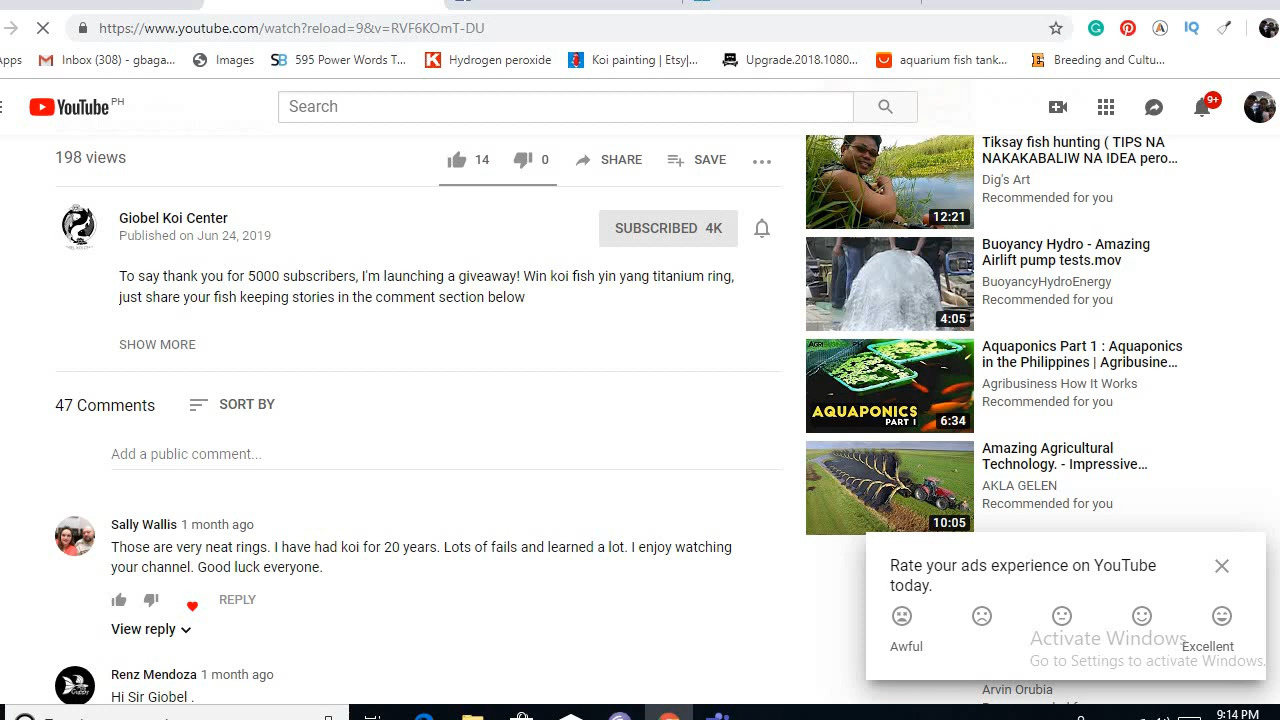 https://www.youtube.com/watch?reload=9&v=RVF6KOmT-DU
pps
Inbox (308) - gbaga...
Images
595 Power Words T...
Hydrogen peroxide
Koi painting | Etsy|...
Upgrade.2018.1080...
aquarium fish tank...
Breeding and Cultu...
YouTube PH
Search
9+
198 views
14
0
SHARE
SAVE
Giobel Koi Center
Published on Jun 24, 2019
SUBSCRIBED 4K
To say thank you for 5000 subscribers, I'm launching a giveaway! Win koi fish yin yang titanium ring,
just share your fish keeping stories in the comment section below
SHOW MORE
47 Comments
SORT BY
Add a public comment...
Sally Wallis 1 month ago
Those are very neat rings. I have had koi for 20 years. Lots of fails and learned a lot. I enjoy watching
your channel. Good luck everyone.
REPLY
View reply
Renz Mendoza 1 month ago
Hi Sir Giobel .
12:21
Tiksay fish hunting ( TIPS NA
NAKAKABALIW NA IDEA pero...
Dig's Art
Recommended for you
4:05
Buoyancy Hydro - Amazing
Airlift pump tests.mov
BuoyancyHydroEnergy
Recommended for you
AQUAPONICS
PART 1
6:34
Aquaponics Part 1 : Aquaponics
in the Philippines | Agribusine...
Agribusiness How It Works
Recommended for you
10:05
Amazing Agricultural
Technology. - Impressive...
AKLA GELEN
Recommended for you
Rate your ads experience on YouTube
today.
Awful
Excellent
Activate Windows
Go to Settings to activate Windows.
Arvin Orubia
9:14 PM